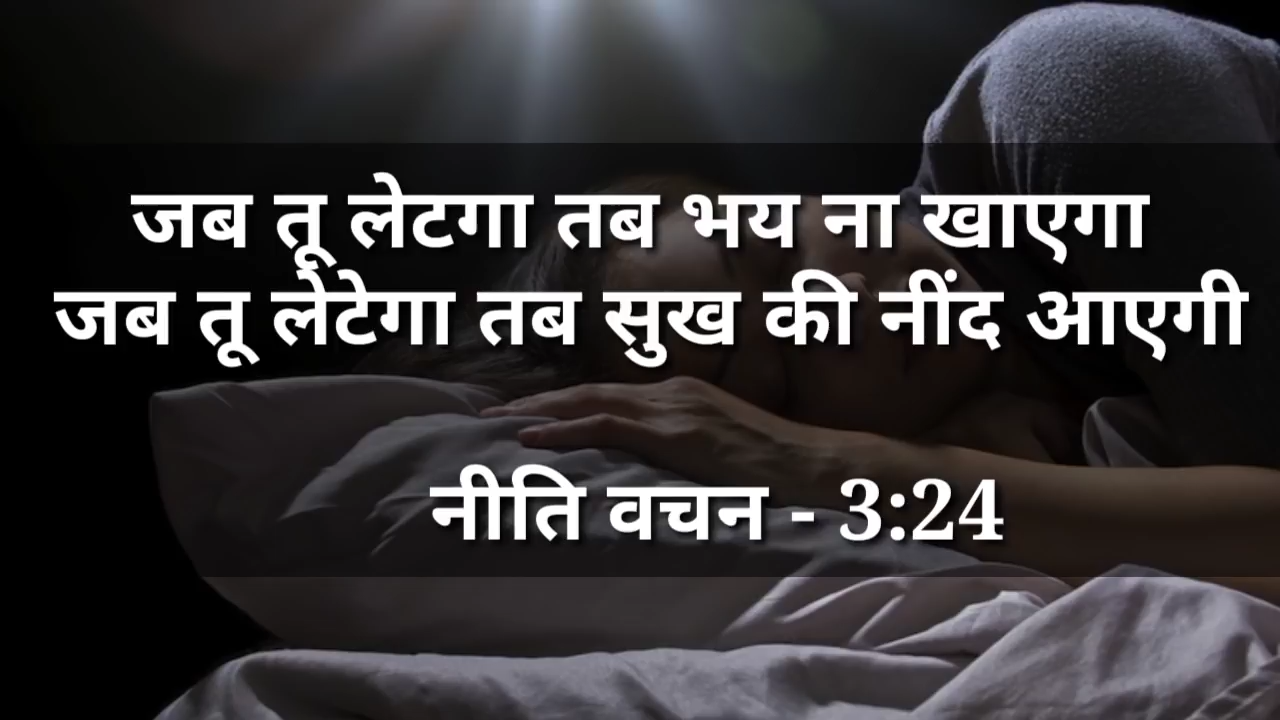 जब तू लेटगा तब भय ना खाएगा
जब तू लेटेगा तब सुख की नींद आएगी
नीति वचन - 3:24